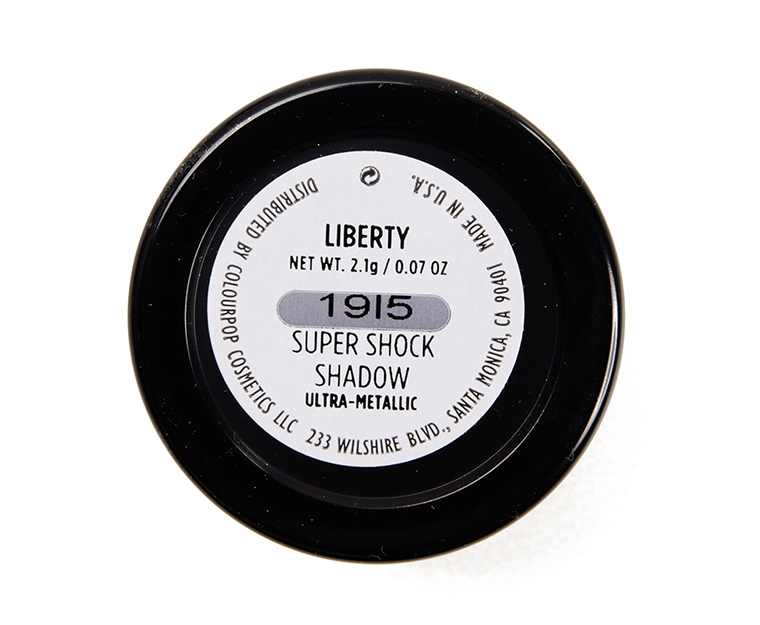 LIBERTY
NET WT. 2.1g / 0.07 OZ
1915
SUPER SHOCK
SHADOW
ULTRA-METALLIC
DISTRIBUTED BY COLOURPOP COSMETICS LLC 233 WILSHIRE BLVD., SANTA MONICA, CA 90401 MADE IN U.S.A.